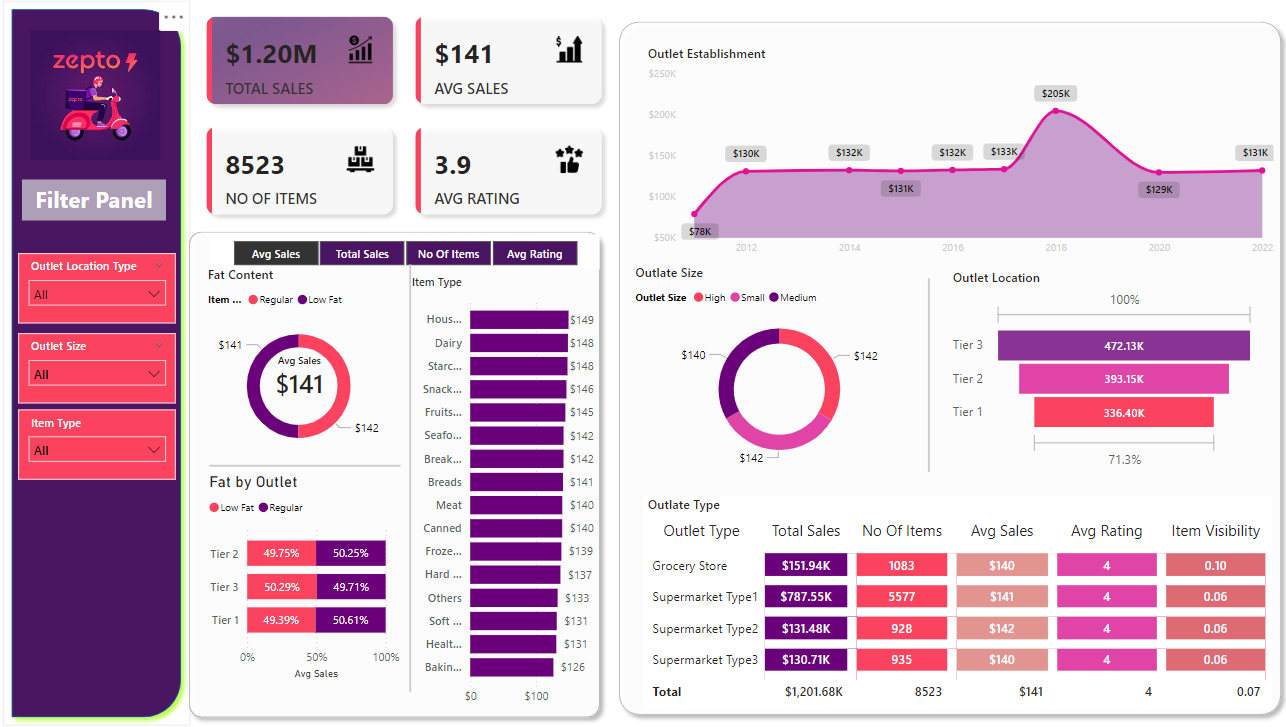 zepto
zepto
Filter Panel
Outlet Location Type
All
Outlet Size
All
Item Type
All
$1.20M
TOTAL SALES
$141
AVG SALES
8523
NO OF ITEMS
3.9
AVG RATING
Avg Sales Total Sales No Of Items Avg Rating
Fat Content
Item ... Regular Low Fat
$141
Avg Sales
$141
$142
Fat by Outlet
Low Fat Regular
Tier 2 49.75% 50.25%
Tier 3 50.29% 49.71%
Tier 1 49.39% 50.61%
0% 50% 100%
Avg Sales
Item Type
Hous... $149
Dairy $148
Starc... $148
Snack... $146
Fruits... $145
Seafo... $142
Break... $142
Breads $141
Meat $140
Canned $140
Froze... $139
Hard ... $137
Others $133
Soft ... $131
Healt... $131
Bakin... $126
$0 $100
Outlet Establishment
$250K
$200K
$150K
$100K
$50K
$78K
$130K
$132K
$131K
$132K
$133K
$205K
$129K
$131K
2012 2014 2016 2018 2020 2022
Outlate Size
Outlet Size High Small Medium
$140
$142
$142
Outlet Location
100%
Tier 3 472.13K
Tier 2 393.15K
Tier 1 336.40K
71.3%
Outlate Type
Outlet Type Total Sales No Of Items Avg Sales Avg Rating Item Visibility
Grocery Store $151.94K 1083 $140 4 0.10
Supermarket Type1 $787.55K 5577 $141 4 0.06
Supermarket Type2 $131.48K 928 $142 4 0.06
Supermarket Type3 $130.71K 935 $140 4 0.06
Total $1,201.68K 8523 $141 4 0.07